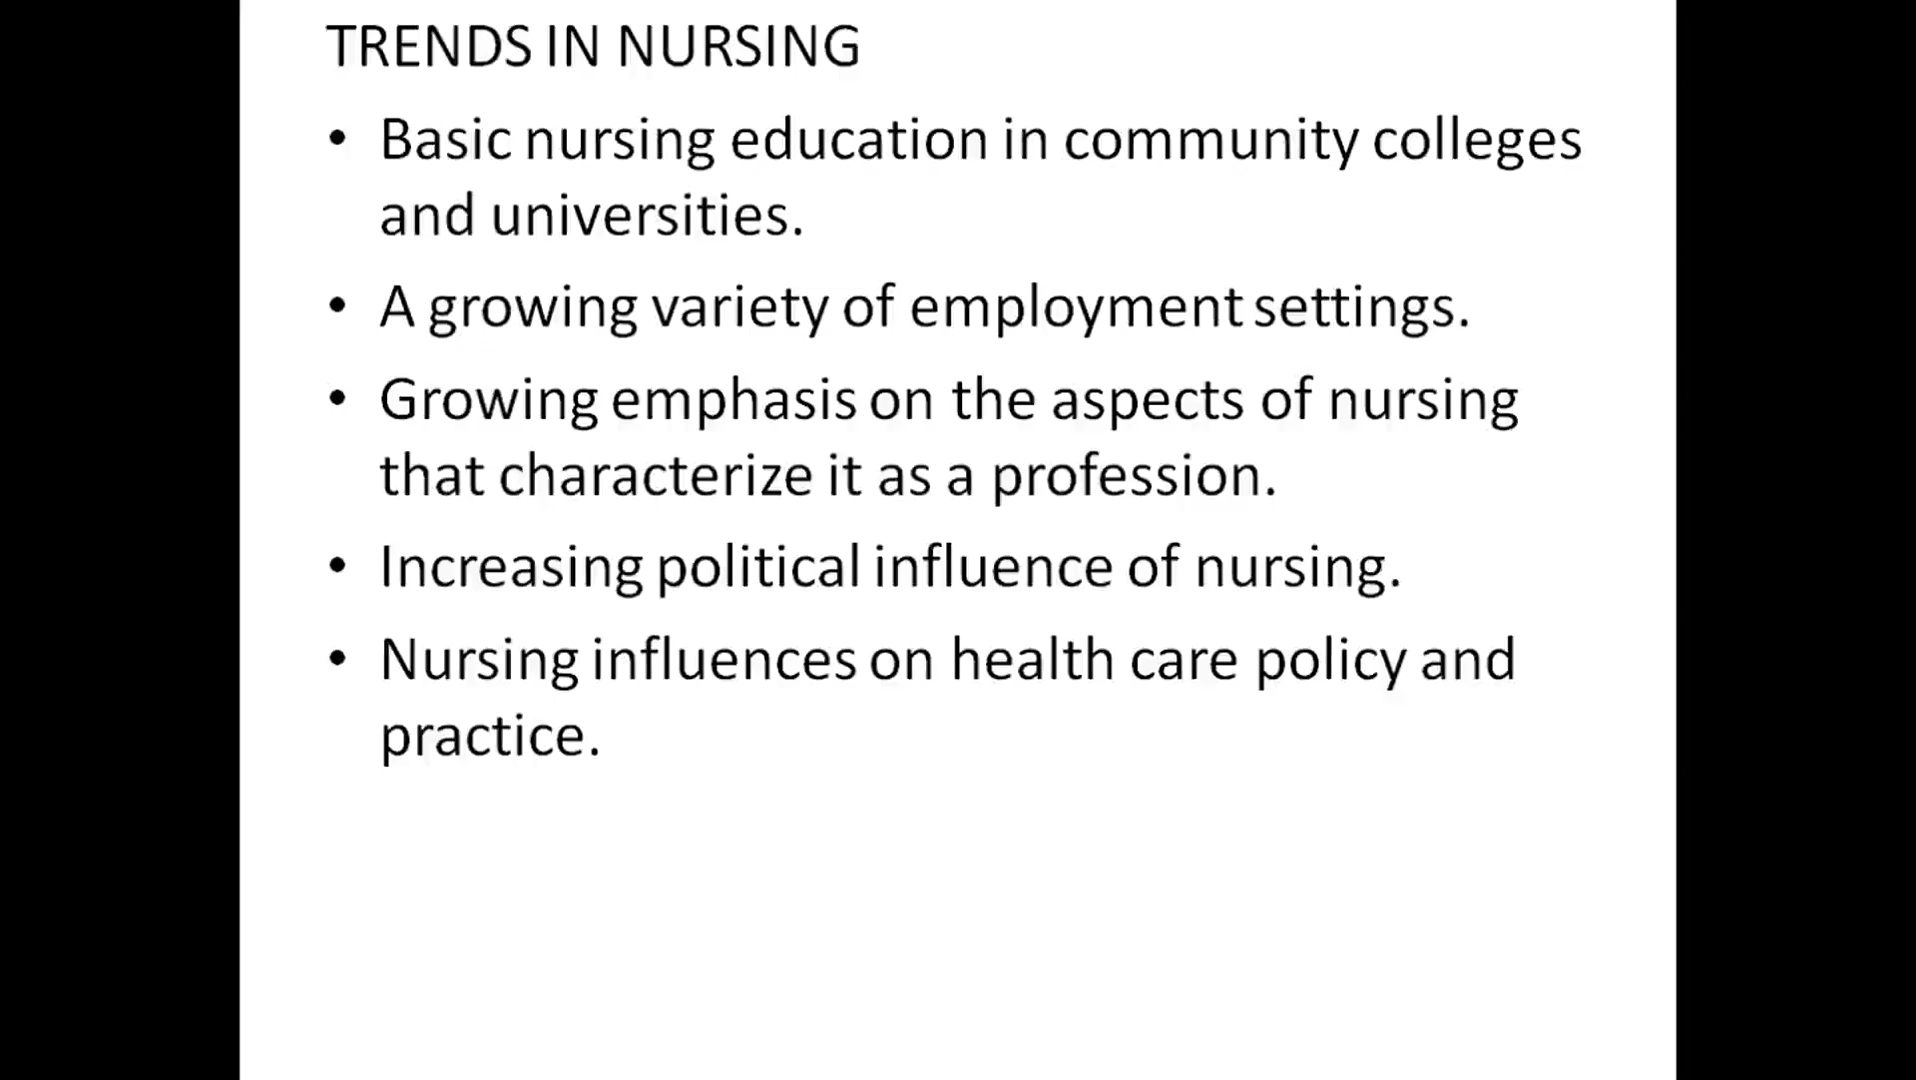 TRENDS IN NURSING
• Basic nursing education in community colleges
and universities.
• A growing variety of employment settings.
• Growing emphasis on the aspects of nursing
that characterize it as a profession.
• Increasing political influence of nursing.
• Nursing influences on health care policy and
practice.